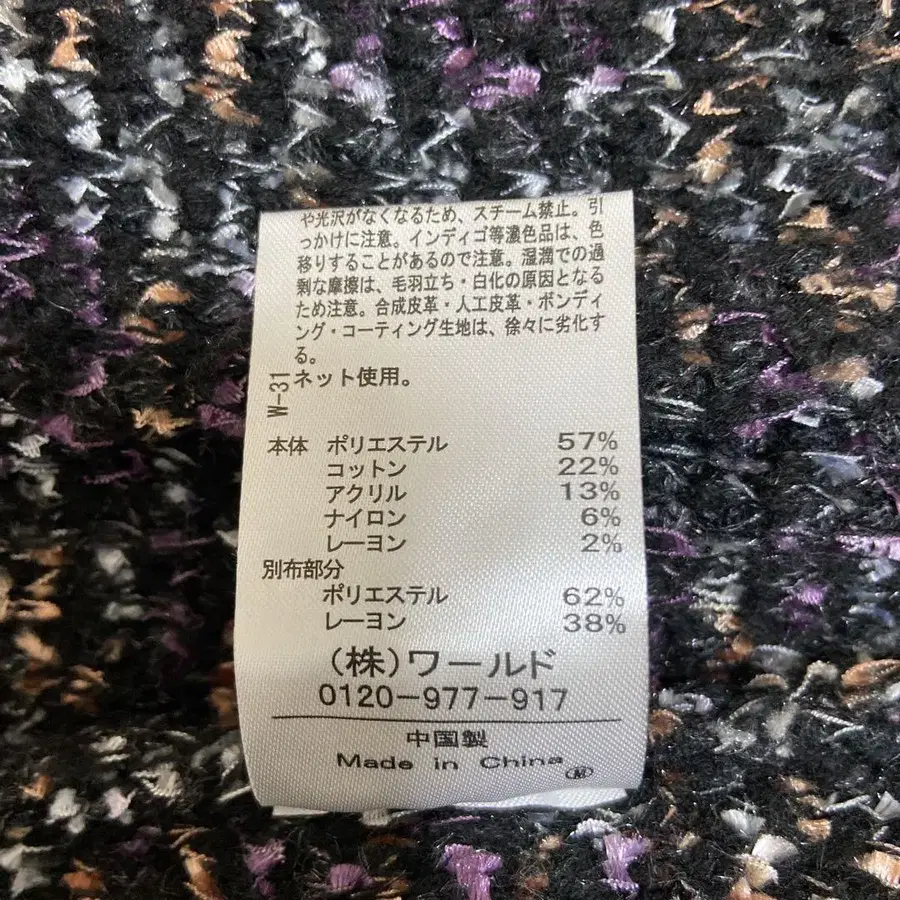 や光沢がなくなるため、スチーム禁止。引
っかけに注意。インディゴ等濃色品は、色
移りすることがあるので注意。湿潤での過
剰な摩擦は、毛羽立ち・白化の原因となる
ため注意。合成皮革・人工皮革・ボンディ
ング・コーティング生地は、徐々に劣化す
る。
ネット使用。
W-31
本体 ポリエステル 57%
コットン 22%
アクリル 13%
ナイロン 6%
レーヨン 2%
別布部分
ポリエステル 62%
レーヨン 38%
(株)ワールド
0120-977-917
中国製
Made in China
M